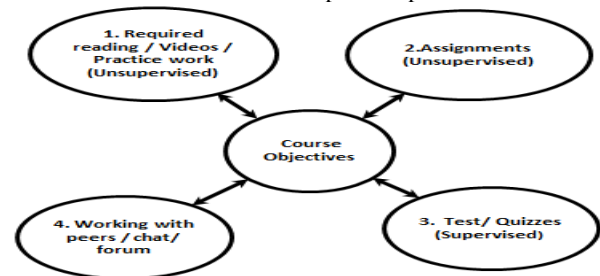 1. Required
reading / Videos /
Practice work
(Unsupervised)
2.Assignments
(Unsupervised)
Course
Objectives
4. Working with
peers / chat/
forum
3. Test/ Quizzes
(Supervised)